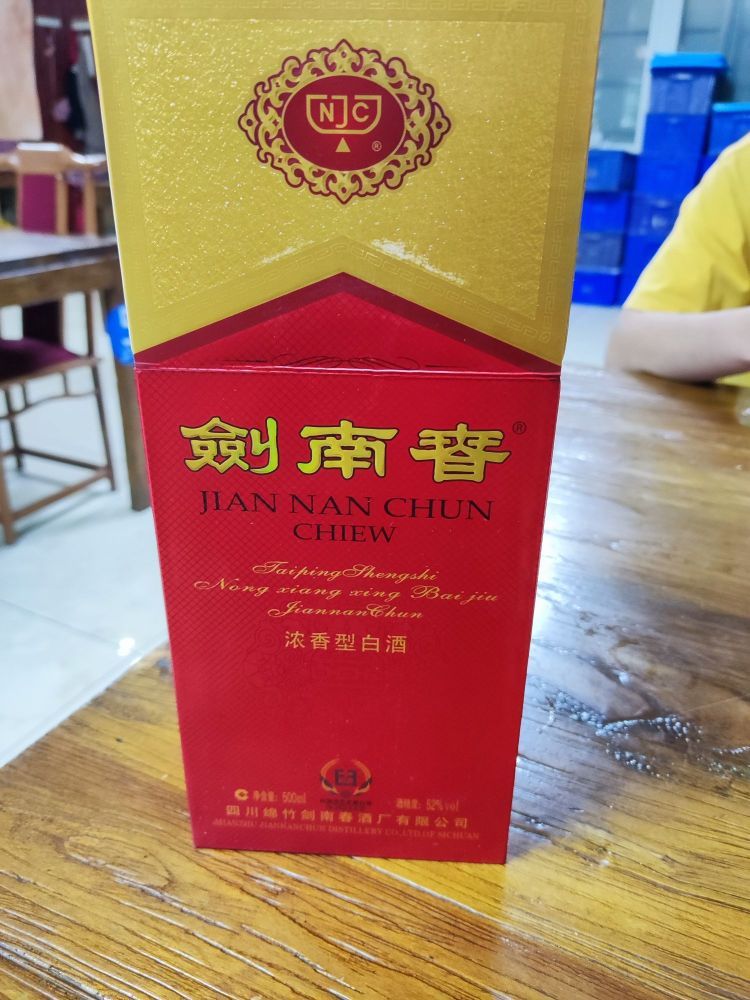 NJC
®
劍南春®
JIAN NAN CHUN
CHIEW
TaipingShengshi
Nong xiang xing Bai jiu
JiannanChun
浓香型白酒
净含量: 500ml 酒精度: 52%vol
四川绵竹剑南春酒厂有限公司
MIANZHU JIANNANCHUN DISTILLERY CO.,LTD.OF SICHUAN